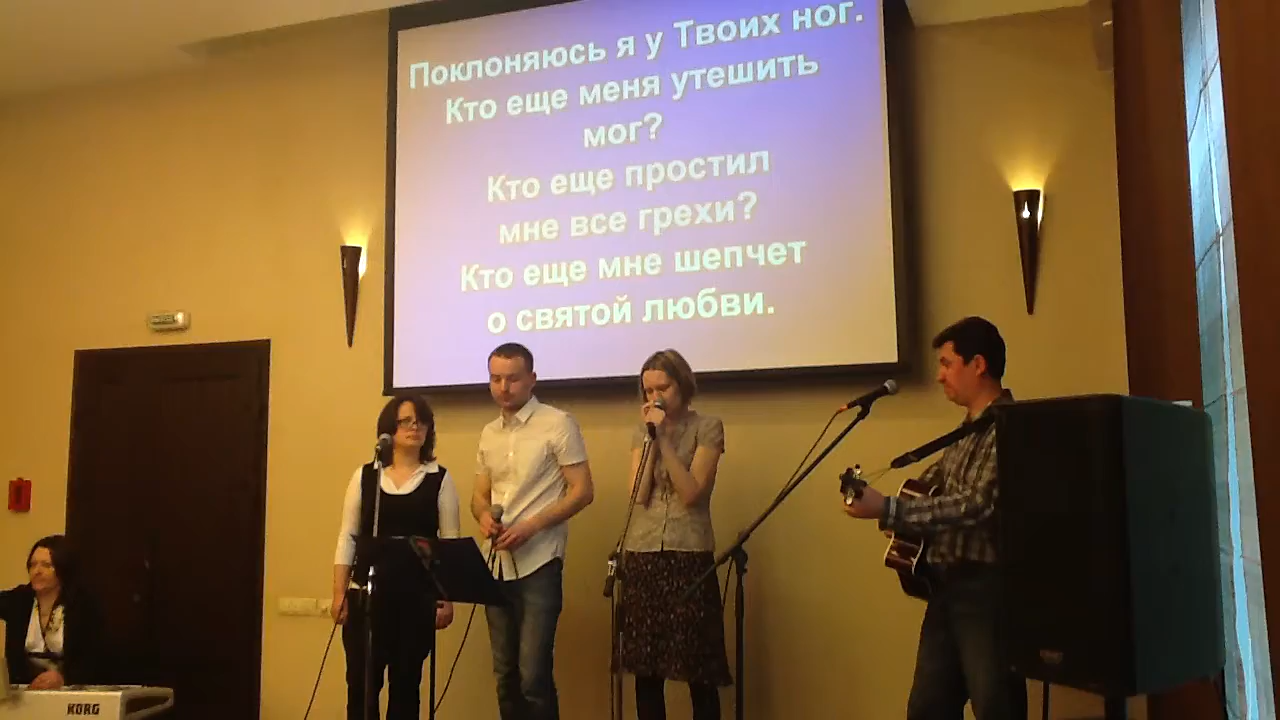 Поклоняюсь я у Твоих ног.
Кто еще меня утешить
мог?
Кто еще простил
мне все грехи?
Кто еще мне шепчет
о святой любви.
KORG